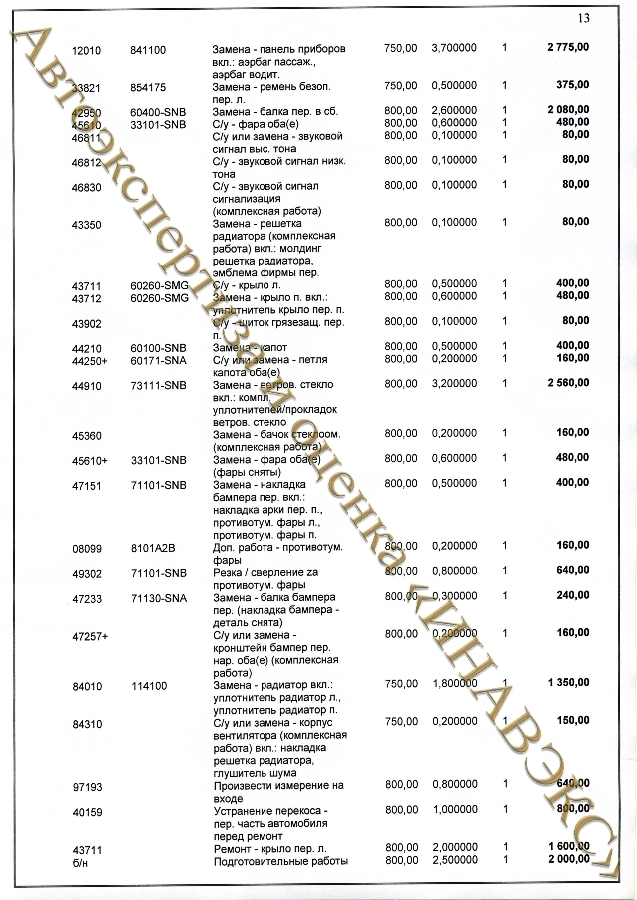 13
12010 841100 Замена - панель приборов 750,00 3,700000 1 2 775,00
вкл.: аэрбаг пассаж.,
аэрбаг водит.
33821 854175 Замена - ремень безоп. 750,00 0,500000 1 375,00
пер. л.
42950 60400-SNB Замена - балка пер. в сб. 800,00 2,600000 1 2 080,00
45610 33101-SNB С/у - фара оба(е) 800,00 0,600000 1 480,00
46811 С/у или замена - звуковой 800,00 0,100000 1 80,00
сигнал выс. тона
46812 С/у - звуковой сигнал низк. 800,00 0,100000 1 80,00
тона
46830 С/у - звуковой сигнал 800,00 0,100000 1 80,00
сигнализация
(комплексная работа)
43350 Замена - решетка 800,00 0,100000 1 80,00
радиатора (комплексная
работа) вкл.: молдинг
решетка радиатора,
эмблема фирмы пер.
43711 60260-SMG С/у - крыло л. 800,00 0,500000 1 400,00
43712 60260-SMG Замена - крыло п. вкл.: 800,00 0,600000 1 480,00
уплотнитель крыло пер. п.
43902 С/у - щиток грязезащ. пер. 800,00 0,100000 1 80,00
п.
44210 60100-SNB Замена - капот 800,00 0,500000 1 400,00
44250+ 60171-SNA С/у или замена - петля 800,00 0,200000 1 160,00
капота оба(е)
44910 73111-SNB Замена - ветров. стекло 800,00 3,200000 1 2 560,00
вкл.: компл.
уплотнителей/прокладок
ветров. стекло
45360 Замена - бачок стеклоом. 800,00 0,200000 1 160,00
(комплексная работа)
45610+ 33101-SNB Замена - фара оба(е) 800,00 0,600000 1 480,00
(фары сняты)
47151 71101-SNB Замена - накладка 800,00 0,500000 1 400,00
бампера пер. вкл.:
накладка арки пер. п.,
противотум. фары л.,
противотум. фары п.
08099 8101A2B Доп. работа - противотум. 800,00 0,200000 1 160,00
фары
49302 71101-SNB Резка / сверление za 800,00 0,800000 1 640,00
противотум. фары
47233 71130-SNA Замена - балка бампера 800,00 0,300000 1 240,00
пер. (накладка бампера -
деталь снята)
47257+ С/у или замена - 800,00 0,200000 1 160,00
кронштейн бампер пер.
нар. оба(е) (комплексная
работа)
84010 114100 Замена - радиатор вкл.: 750,00 1,800000 1 1 350,00
уплотнитель радиатор л.,
уплотнитель радиатор п.
84310 С/у или замена - корпус 750,00 0,200000 1 150,00
вентилятора (комплексная
работа) вкл.: накладка
решетка радиатора,
глушитель шума
97193 Произвести измерение на 800,00 0,800000 1 640,00
входе
40159 Устранение перекоса - 800,00 1,000000 1 800,00
пер. часть автомобиля
перед ремонт
43711 Ремонт - крыло пер. л. 800,00 2,000000 1 1 600,00
б/н Подготовительные работы 800,00 2,500000 1 2 000,00
Автоэкспертиза и оценка «ИНАВЭКС»